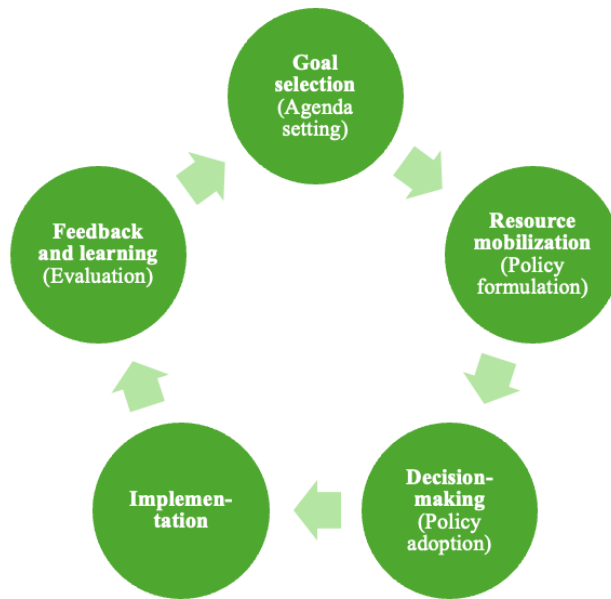 Goal
selection
(Agenda
setting)
Resource
mobilization
(Policy
formulation)
Decision-
making
(Policy
adoption)
Implemen-
tation
Feedback
and learning
(Evaluation)